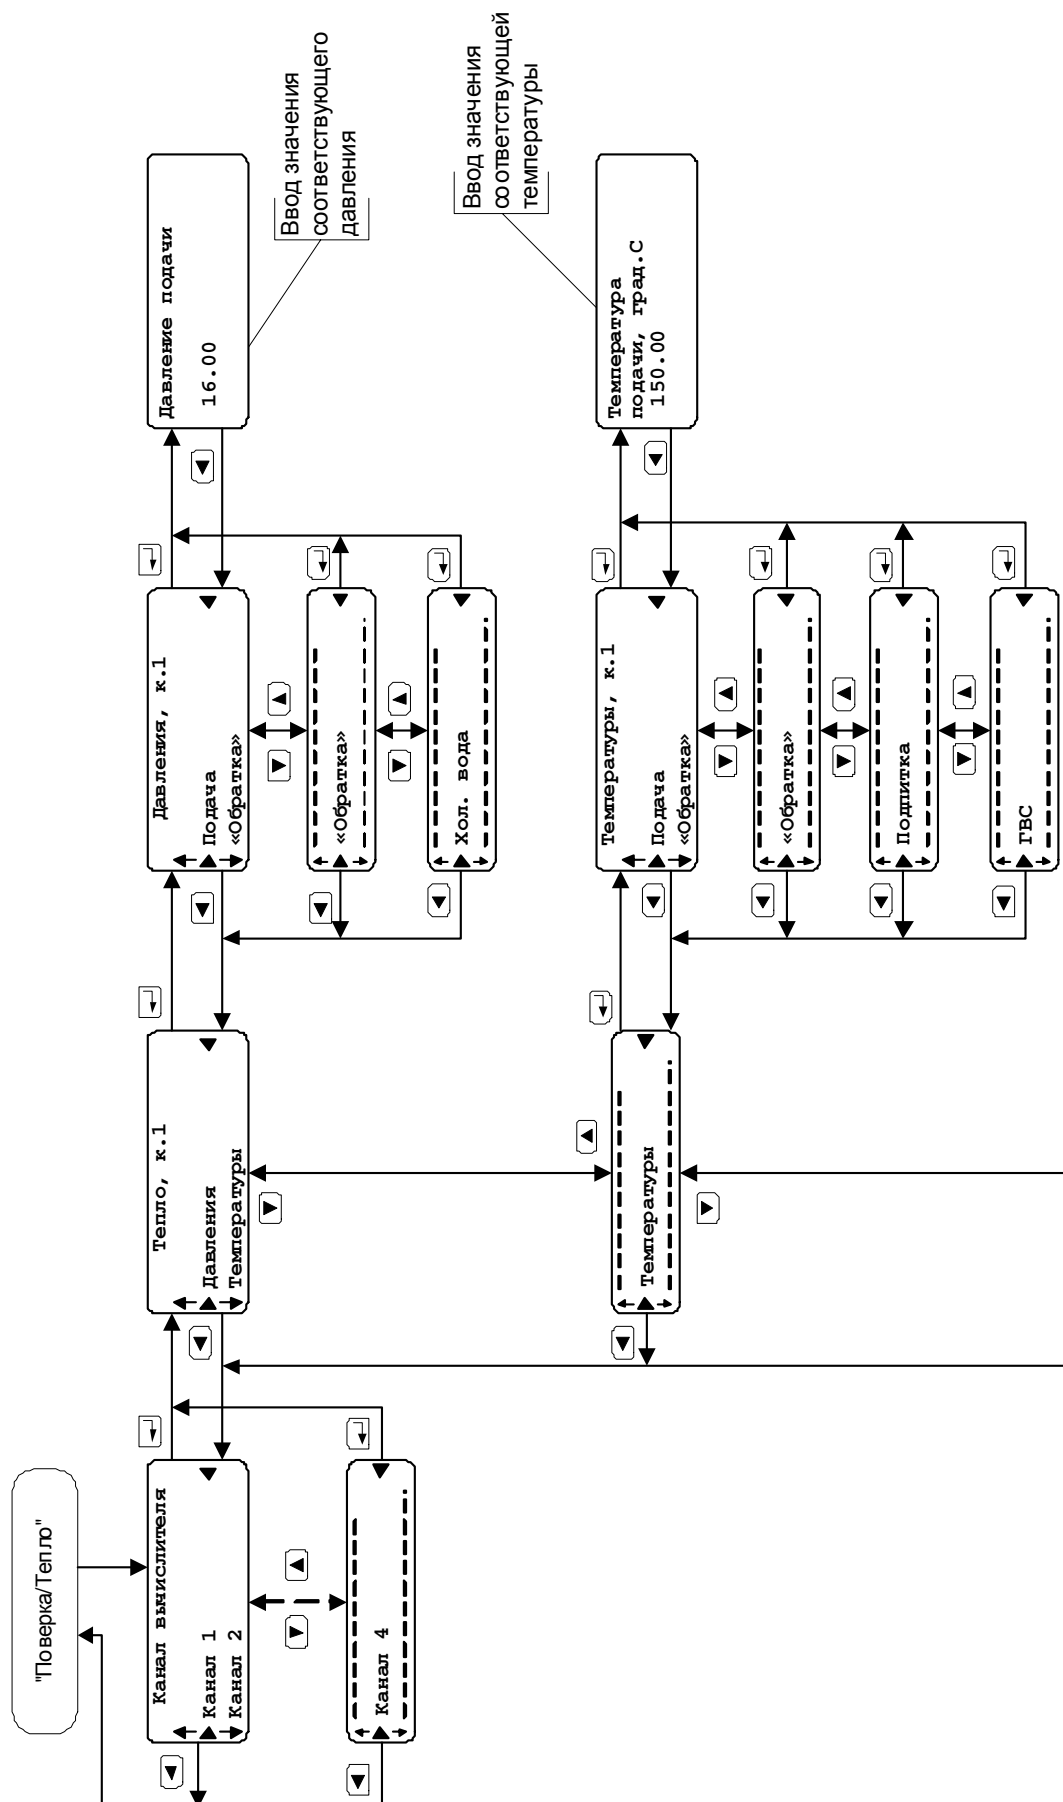 "Поверка/Тепло"
Канал вычислителя
Канал 1
Канал 2
Канал 4
Тепло, к.1
Давления
Температуры
Температуры
Давления, к.1
Подача
«Обратка»
«Обратка»
Хол. вода
Температуры, к.1
Подача
«Обратка»
«Обратка»
Подпитка
ГВС
Давление подачи
16.00
Ввод значения
соответствующего
давления
Температура
подачи, град.С
150.00
Ввод значения
соответствующей
температуры